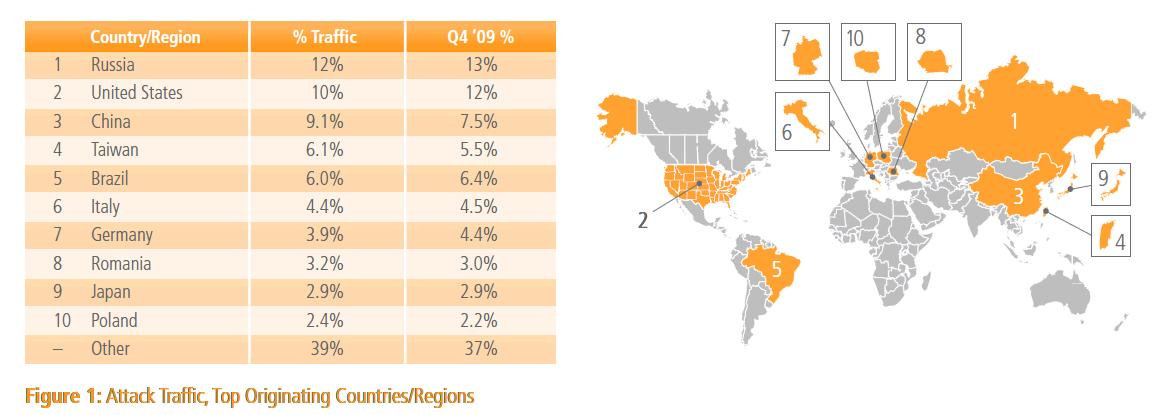 Country/Region % Traffic Q4 '09 %
1 Russia 12% 13%
2 United States 10% 12%
3 China 9.1% 7.5%
4 Taiwan 6.1% 5.5%
5 Brazil 6.0% 6.4%
6 Italy 4.4% 4.5%
7 Germany 3.9% 4.4%
8 Romania 3.2% 3.0%
9 Japan 2.9% 2.9%
10 Poland 2.4% 2.2%
– Other 39% 37%
Figure 1: Attack Traffic, Top Originating Countries/Regions
7 10 8
6
1
9
3
2
4
5